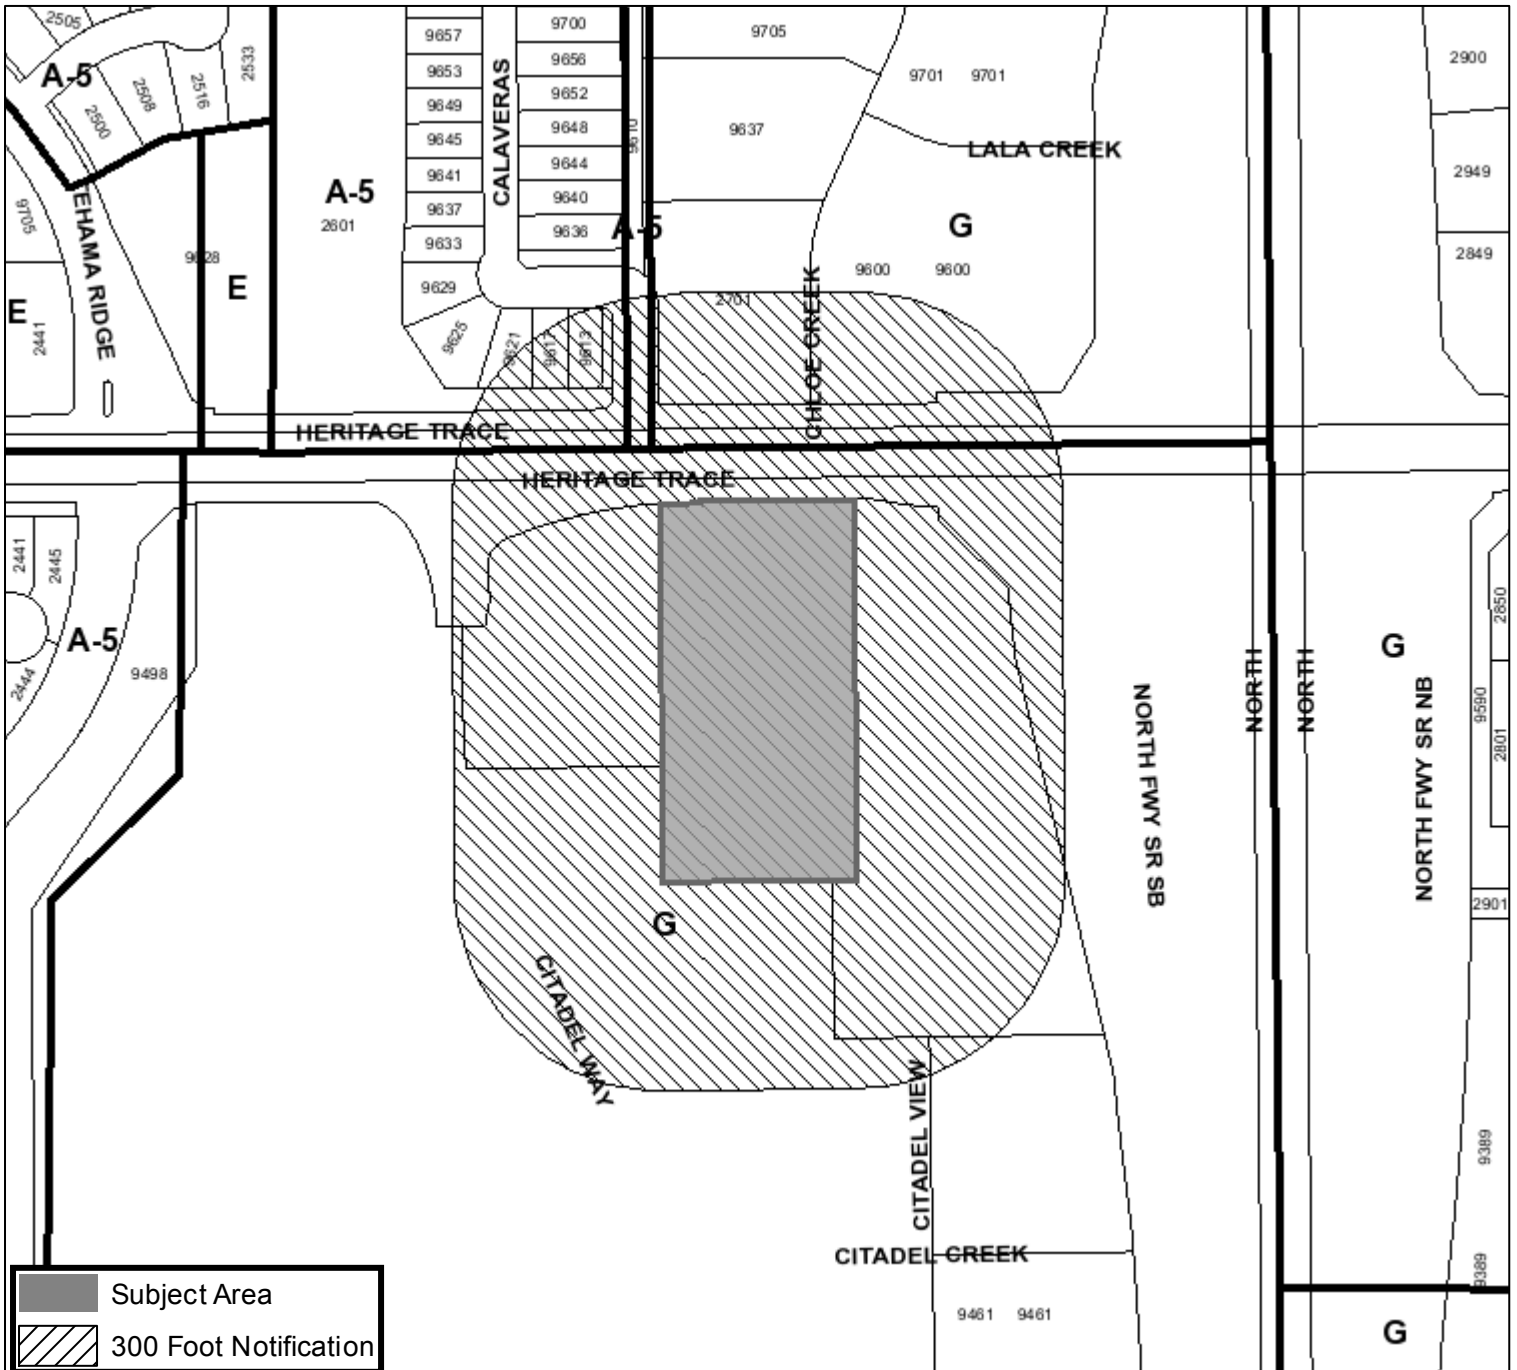 2505
9657
9700
9705
2533
A-5
9653
9656
9701 9701
2900
2508
2516
9649
CALAVERAS
9652
2500
9645
9648
9610
9637
LALA CREEK
9641
9644
2949
A-5
9637
9640
9705
2601
9633
9636
A-5
G
TEHAMA RIDGE
9628
2849
E
9629
9600 9600
E
2701
CHLOE CREEK
2441
9625
9621
9617
9613
HERITAGE TRACE
HERITAGE TRACE
2441
2445
2850
A-5
2444
9498
G
NORTH
NORTH
NORTH FWY SR SB
NORTH FWY SR NB
9590
2801
2901
G
CITADEL WAY
CITADEL VIEW
9389
CITADEL CREEK
9389
9461 9461
G
Subject Area
300 Foot Notification